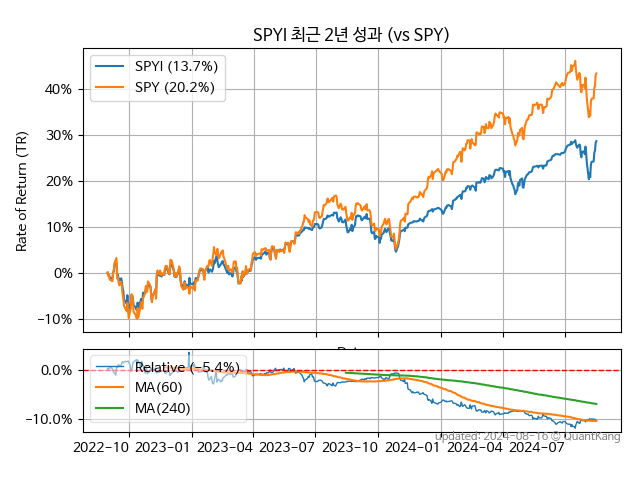 SPYI 최근 2년 성과 (vs SPY)
SPYI (13.7%)
SPY (20.2%)
Rate of Return (TR)
40%
30%
20%
10%
0%
−10%
Relative (−5.4%)
MA(60)
MA(240)
0.0%
−10.0%
2022−10 2023−01 2023−04 2023−07 2023−10 2024−01 2024−04 2024−07
updated: 2024−08−16 © QuantKang